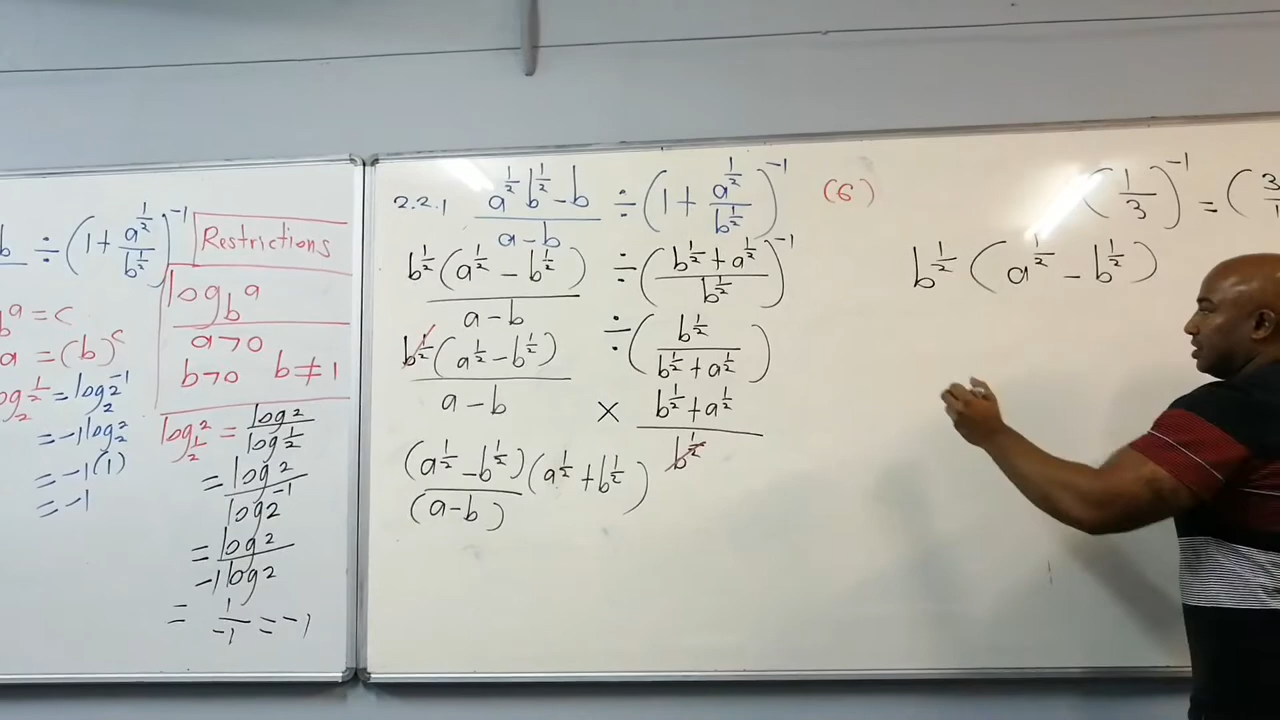 b ÷ (1 + a^½/b^½)^-1
Restrictions
log_b a
a>0
b>0 b≠1
b^a = c
a = (b)^c
log_2 ½ = log_2 2^-1
= -1 log_2 2
= -1(1)
= -1
log_½ 2 = log 2 / log ½
= log 2 / log 2^-1
= log 2 / -1 log 2
= 1/-1 = -1
2.2.1 (a^½ b^½ - b)/(a-b) ÷ (1 + a^½/b^½)^-1 (6)
b^½(a^½ - b^½)/(a-b) ÷ ((b^½ + a^½)/b^½)^-1
b^½(a^½ - b^½)/(a-b) ÷ (b^½/(b^½ + a^½))
× (b^½ + a^½)/b^½
(a^½ - b^½)(a^½ + b^½)/(a-b)
(1/3)^-1 = (3/1
b^½(a^½ - b^½)